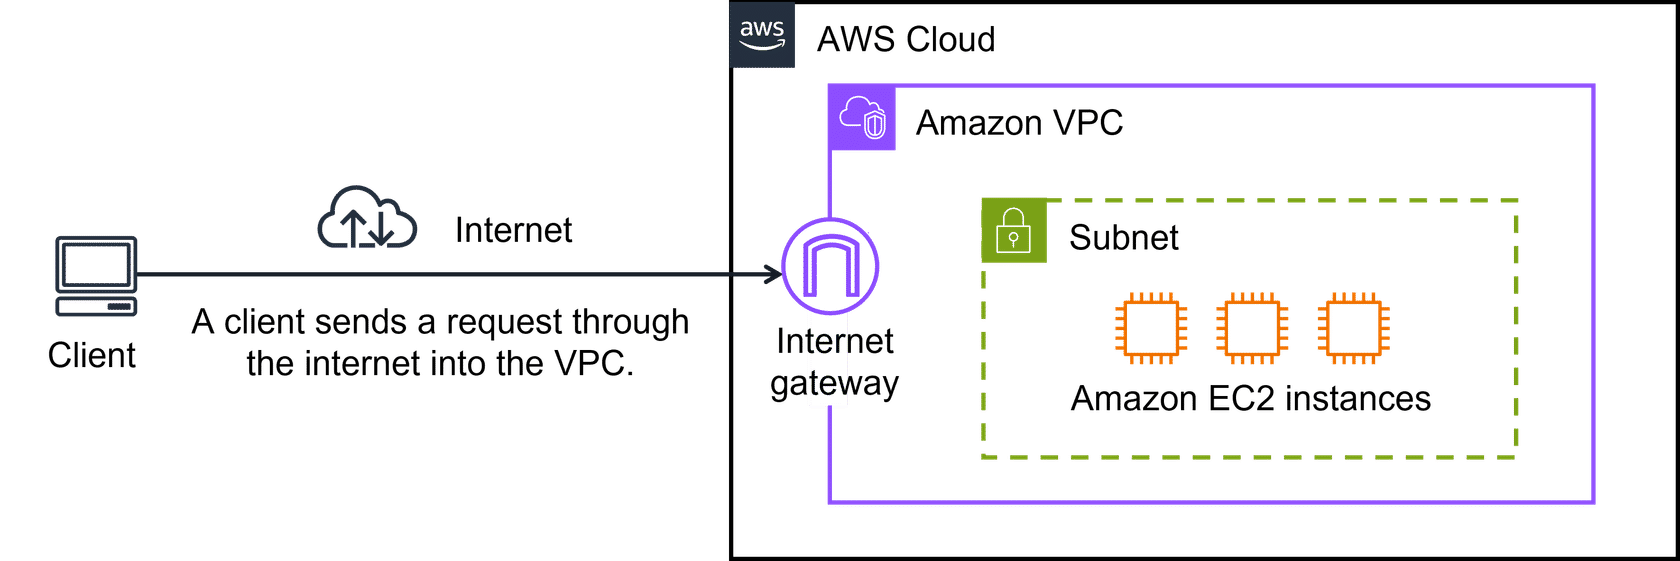 aws
AWS Cloud
Amazon VPC
Internet
Subnet
Client
A client sends a request through
the internet into the VPC.
Internet
gateway
Amazon EC2 instances